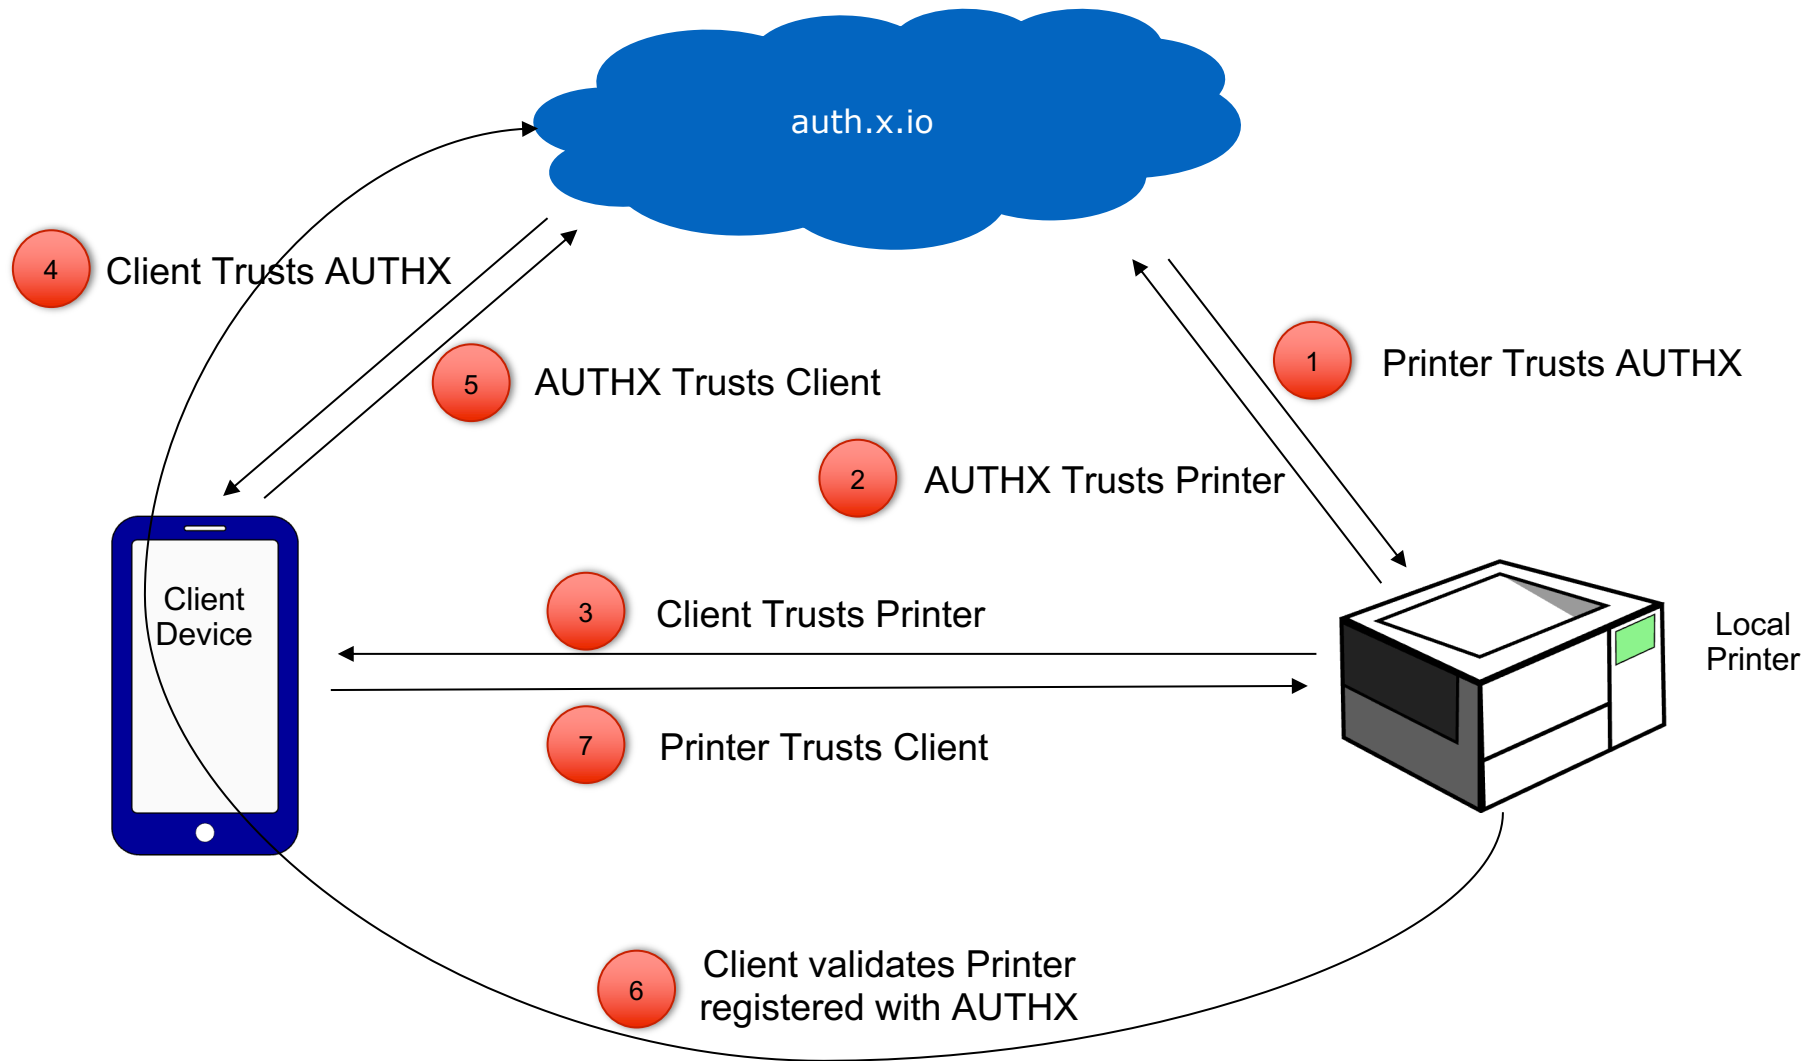 auth.x.io
4 Client Trusts AUTHX
1 Printer Trusts AUTHX
5 AUTHX Trusts Client
2 AUTHX Trusts Printer
Client
Device
3 Client Trusts Printer
Local
Printer
7 Printer Trusts Client
6 Client validates Printer
registered with AUTHX